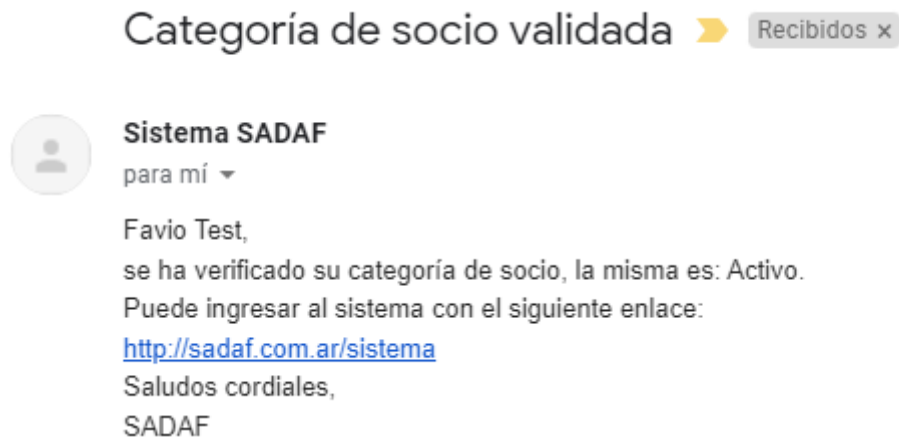 Categoría de socio validada
Recibidos x
Sistema SADAF
para mí
Favio Test,
se ha verificado su categoría de socio, la misma es: Activo.
Puede ingresar al sistema con el siguiente enlace:
http://sadaf.com.ar/sistema
Saludos cordiales,
SADAF